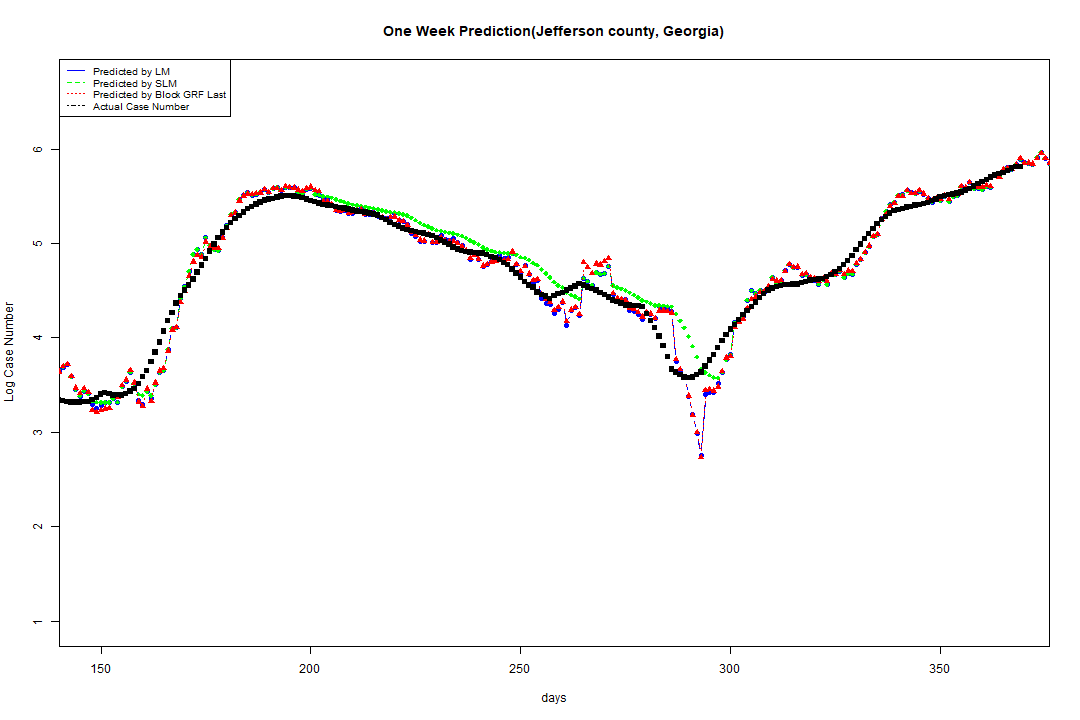 One Week Prediction(Jefferson county, Georgia)
Predicted by LM
Predicted by SLM
Predicted by Block GRF Last
Actual Case Number
6
5
4
3
2
1
Log Case Number
150 200 250 300 350
days